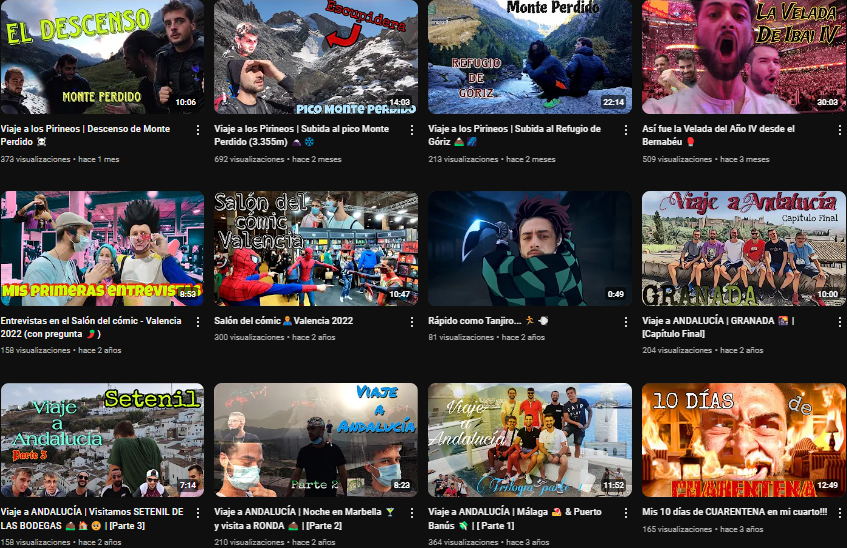 EL DESCENSO
MONTE PERDIDO
10:06
Escupidera
PICO MONTE PERDIDO
14:03
Monte Perdido
REFUGIO
DE
GÓRIZ
22:14
LA VELADA
DE IBAI IV
30:03
Viaje a los Pirineos | Descenso de Monte
Perdido
373 visualizaciones • hace 1 mes
Viaje a los Pirineos | Subida al pico Monte
Perdido (3.355m)
692 visualizaciones • hace 2 meses
Viaje a los Pirineos | Subida al Refugio de
Góriz
213 visualizaciones • hace 2 meses
Así fue la Velada del Año IV desde el
Bernabéu
509 visualizaciones • hace 3 meses
MIS PRIMERAS ENTREVISTAS
8:53
Salón del
cómic
Valencia
10:47
0:49
Viaje a Andalucía
Capítulo Final
GRANADA
10:00
Entrevistas en el Salón del cómic - Valencia
2022 (con pregunta 🌶️)
158 visualizaciones • hace 2 años
Salón del cómic Valencia 2022
300 visualizaciones • hace 2 años
Rápido como Tanjiro...
81 visualizaciones • hace 2 años
Viaje a ANDALUCÍA | GRANADA |
[Capítulo Final]
204 visualizaciones • hace 2 años
Setenil
Viaje
a
Andalucía
Parte 3
7:14
VIAJE
A
ANDALUCÍA
Parte 2
8:23
Viaje
a
Andalucía
(Trilogía parte 1
11:52
10 DÍAS
de
CUARENTENA
12:49
Viaje a ANDALUCÍA | Visitamos SETENIL DE
LAS BODEGAS | [Parte 3]
158 visualizaciones • hace 2 años
Viaje a ANDALUCÍA | Noche en Marbella
y visita a RONDA | [Parte 2]
210 visualizaciones • hace 2 años
Viaje a ANDALUCÍA | Málaga & Puerto
Banús | [ Parte 1]
364 visualizaciones • hace 3 años
Mis 10 días de CUARENTENA en mi cuarto!!!
165 visualizaciones • hace 3 años